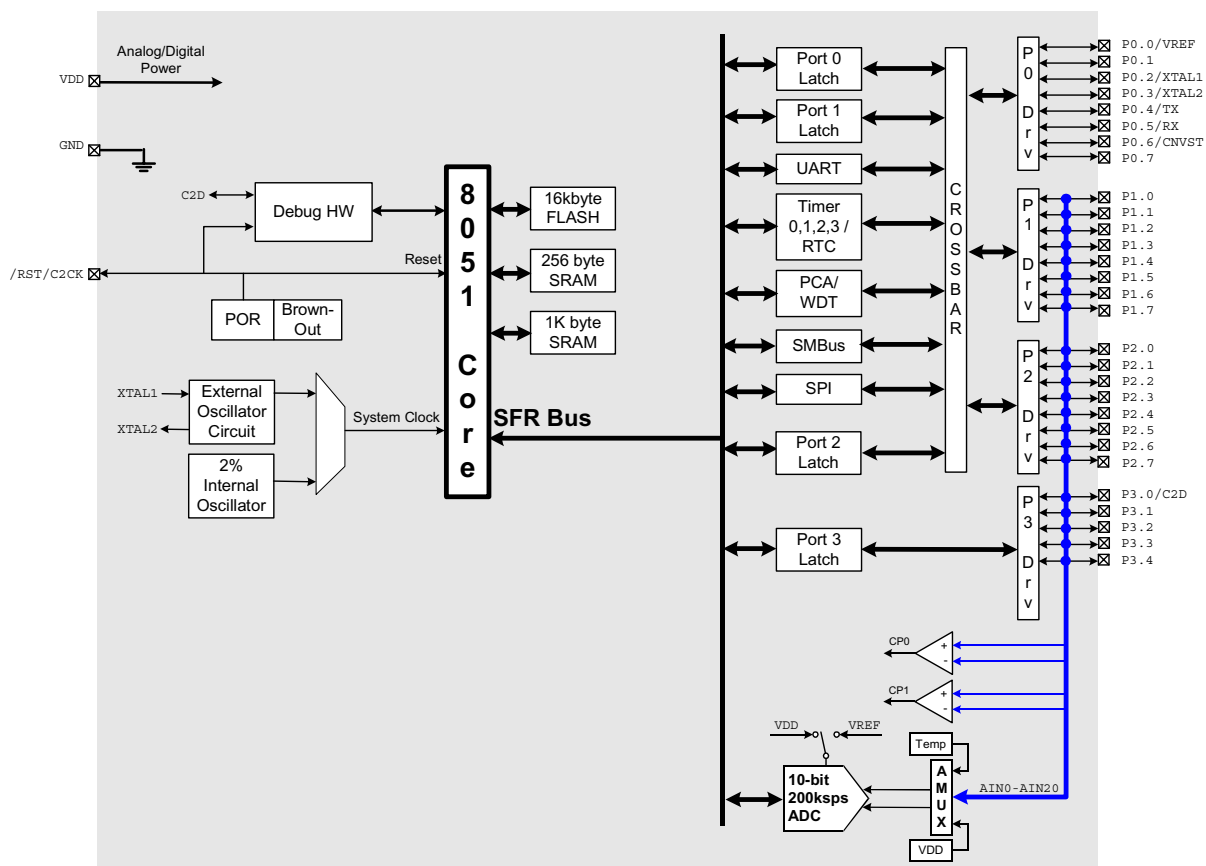 Analog/Digital
Power
VDD
GND
C2D
Debug HW
/RST/C2CK
Reset
POR
Brown-
Out
XTAL1
XTAL2
External
Oscillator
Circuit
2%
Internal
Oscillator
System Clock
8
0
5
1
C
o
r
e
16kbyte
FLASH
256 byte
SRAM
1K byte
SRAM
SFR Bus
Port 0
Latch
Port 1
Latch
UART
Timer
0,1,2,3 /
RTC
PCA/
WDT
SMBus
SPI
Port 2
Latch
Port 3
Latch
C
R
O
S
S
B
A
R
P
0
D
r
v
P0.0/VREF
P0.1
P0.2/XTAL1
P0.3/XTAL2
P0.4/TX
P0.5/RX
P0.6/CNVST
P0.7
P
1
D
r
v
P1.0
P1.1
P1.2
P1.3
P1.4
P1.5
P1.6
P1.7
P
2
D
r
v
P2.0
P2.1
P2.2
P2.3
P2.4
P2.5
P2.6
P2.7
P
3
D
r
v
P3.0/C2D
P3.1
P3.2
P3.3
P3.4
CP0
+
-
CP1
+
-
VDD
VREF
Temp
10-bit
200ksps
ADC
A
M
U
X
AIN0-AIN20
VDD